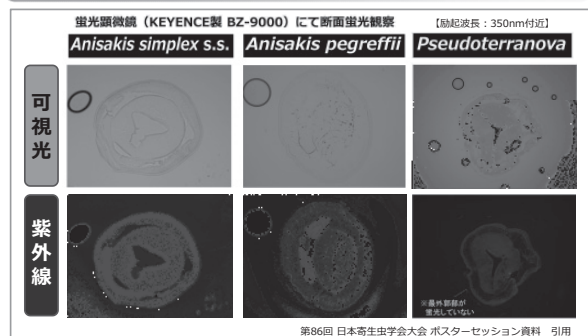 蛍光顕微鏡（KEYENCE製 BZ-9000）にて断面蛍光観察
【励起波長：350nm付近】
Anisakis simplex s.s.
Anisakis pegreffii
Pseudoterranova
可視光
紫外線
※最外郭部が
蛍光していない
第86回 日本寄生虫学会大会 ポスターセッション資料　引用